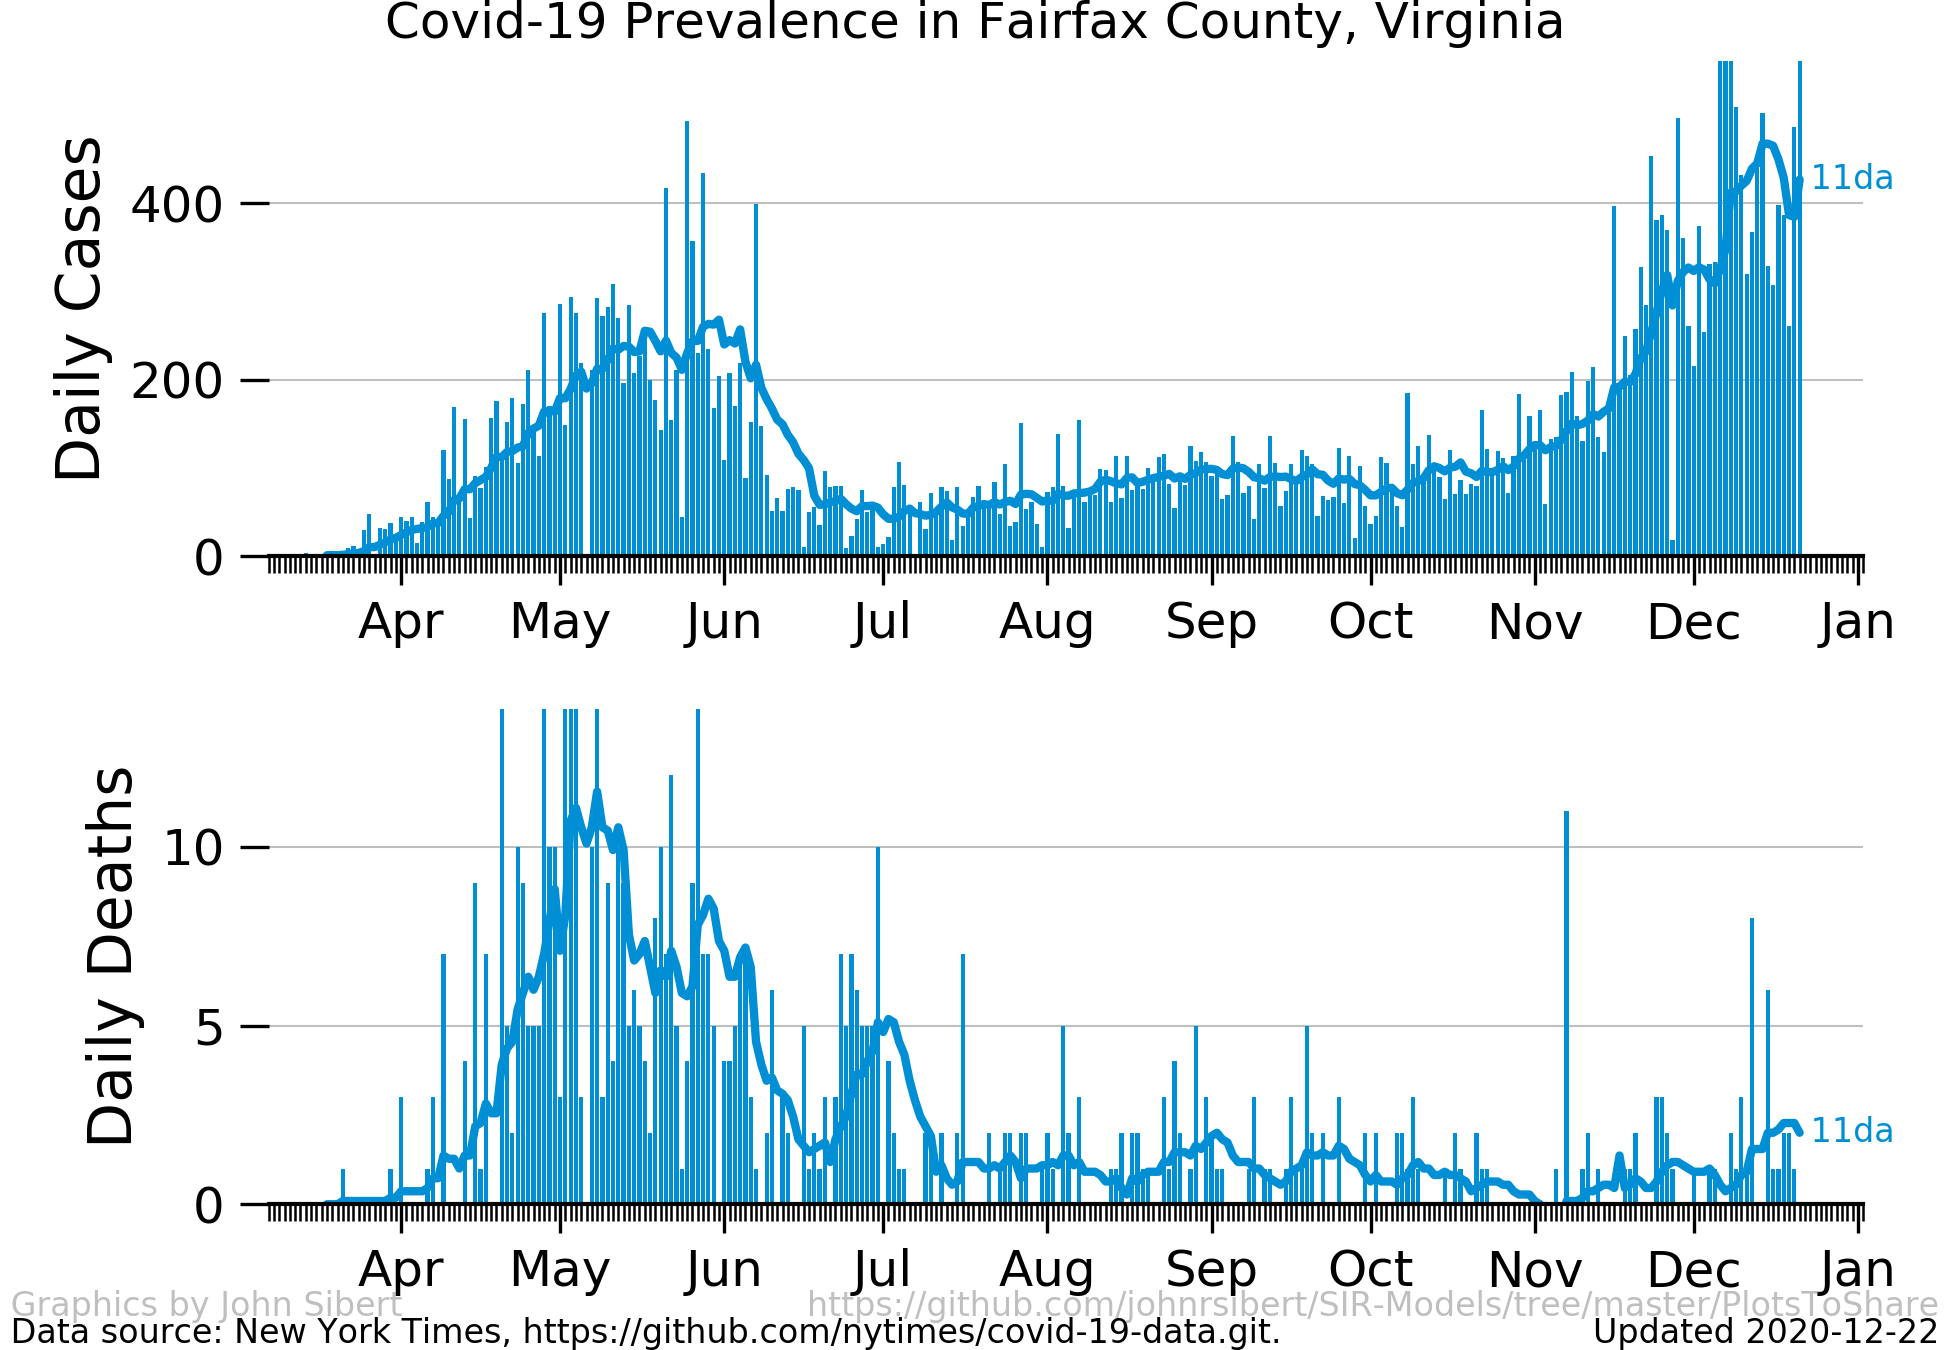 Covid-19 Prevalence in Fairfax County, Virginia
Daily Cases
400
200
0
11da
Apr May Jun Jul Aug Sep Oct Nov Dec Jan
Daily Deaths
10
5
0
11da
Apr May Jun Jul Aug Sep Oct Nov Dec Jan
Graphics by John Sibert https://github.com/johnrsibert/SIR-Models/tree/master/PlotsToShare
Data source: New York Times, https://github.com/nytimes/covid-19-data.git. Updated 2020-12-22